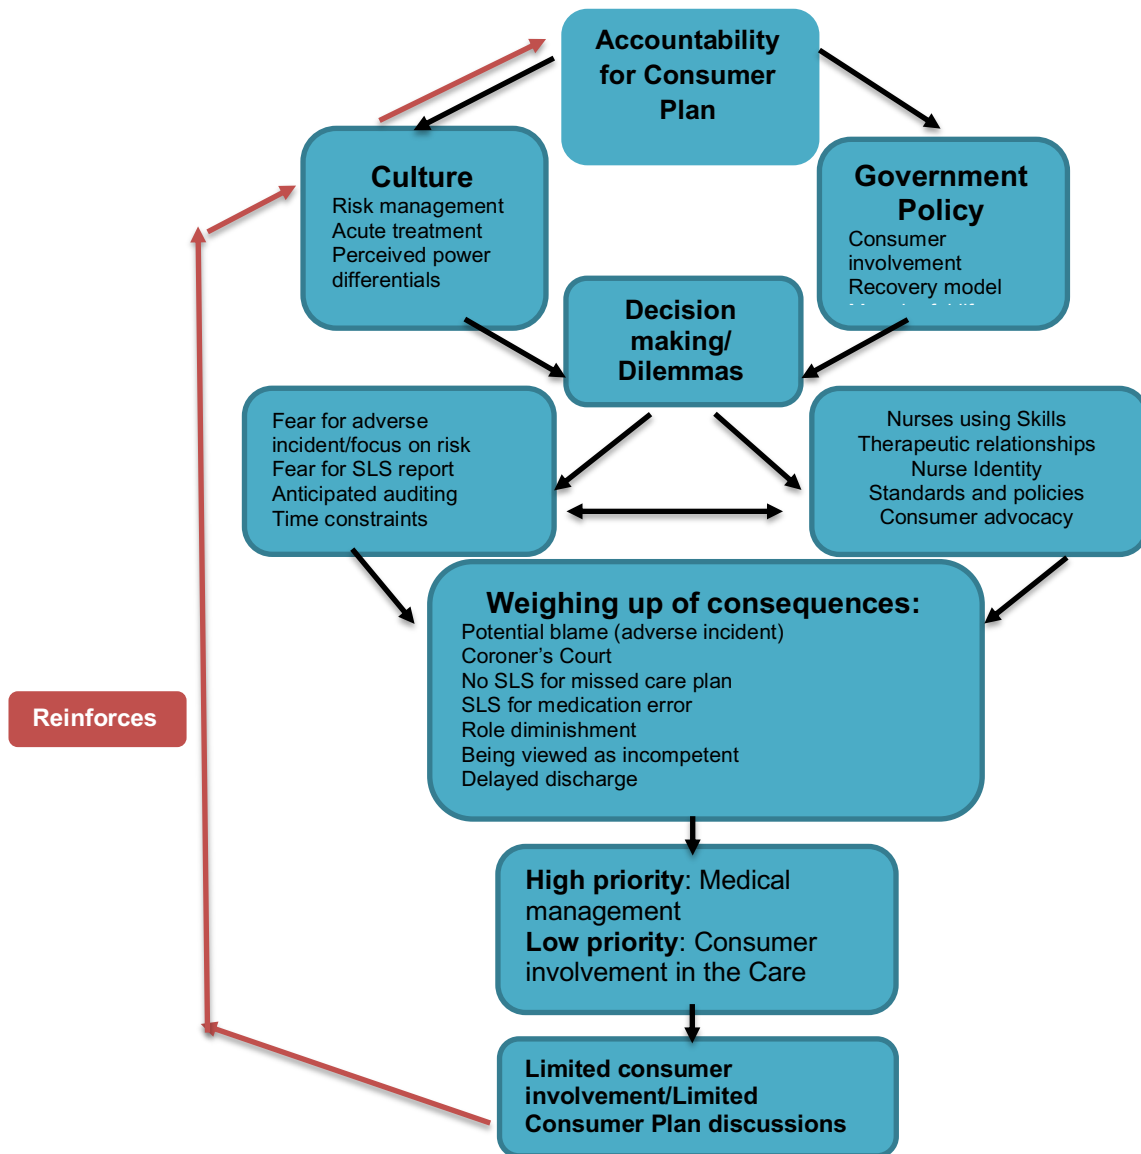 Accountability
for Consumer
Plan
Culture
Risk management
Acute treatment
Perceived power
differentials
Government
Policy
Consumer
involvement
Recovery model
Decision
making/
Dilemmas
Fear for adverse
incident/focus on risk
Fear for SLS report
Anticipated auditing
Time constraints
Nurses using Skills
Therapeutic relationships
Nurse Identity
Standards and policies
Consumer advocacy
Weighing up of consequences:
Potential blame (adverse incident)
Coroner's Court
No SLS for missed care plan
SLS for medication error
Role diminishment
Being viewed as incompetent
Delayed discharge
Reinforces
High priority: Medical
management
Low priority: Consumer
involvement in the Care
Limited consumer
involvement/Limited
Consumer Plan discussions